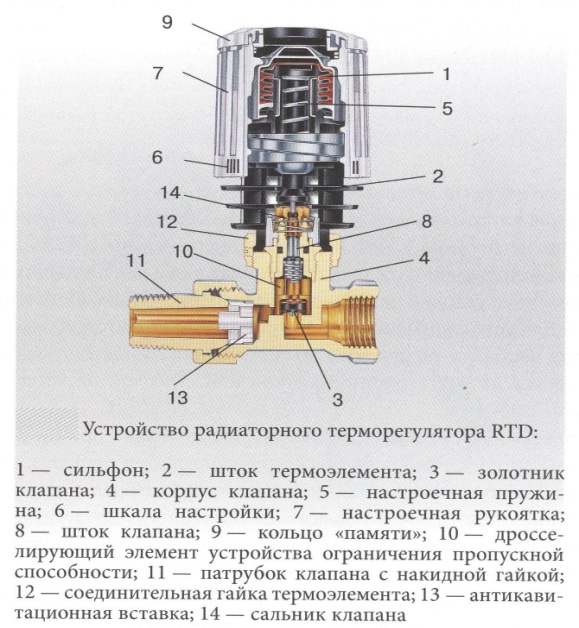 9
7
1
5
6
2
14
12
8
10
4
11
13
3
Устройство радиаторного терморегулятора RTD:
1 — сильфон; 2 — шток термоэлемента; 3 — золотник
клапана; 4 — корпус клапана; 5 — настроечная пружи-
на; 6 — шкала настройки; 7 — настроечная рукоятка;
8 — шток клапана; 9 — кольцо «памяти»; 10 — дроссе-
лирующий элемент устройства ограничения пропускной
способности; 11 — патрубок клапана с накидной гайкой;
12 — соединительная гайка термоэлемента; 13 — антикави-
тационная вставка; 14 — сальник клапана